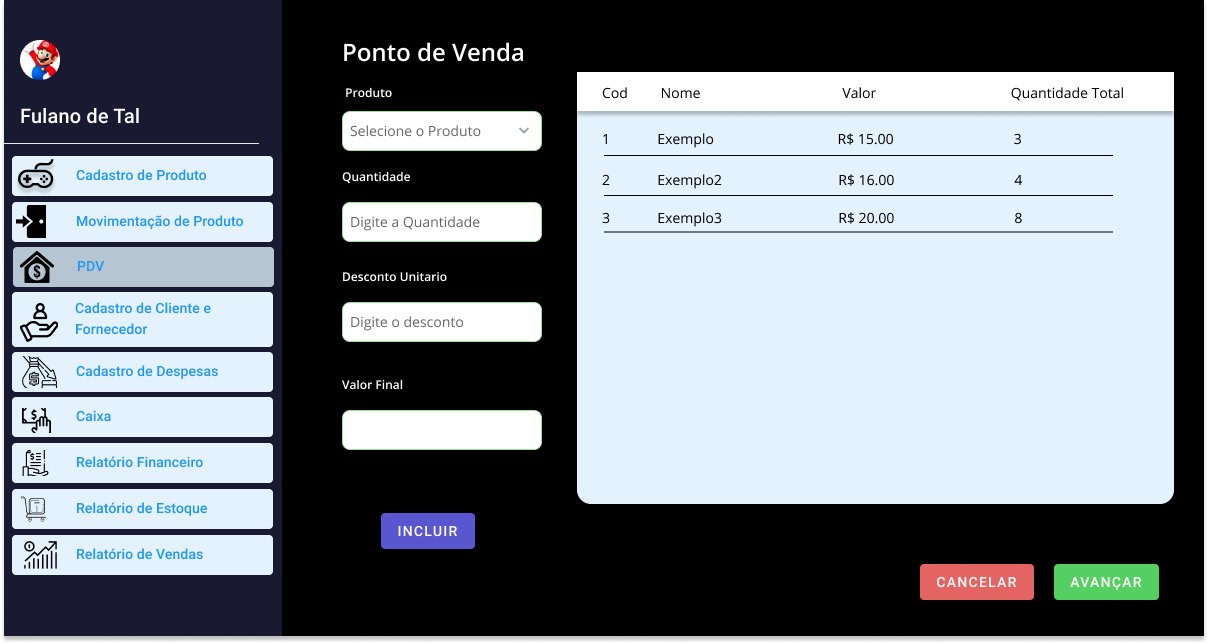 Fulano de Tal
Cadastro de Produto
Movimentação de Produto
PDV
Cadastro de Cliente e
Fornecedor
Cadastro de Despesas
Caixa
Relatório Financeiro
Relatório de Estoque
Relatório de Vendas
Ponto de Venda
Produto
Selecione o Produto
Quantidade
Digite a Quantidade
Desconto Unitario
Digite o desconto
Valor Final
INCLUIR
Cod Nome Valor Quantidade Total
1 Exemplo R$ 15.00 3
2 Exemplo2 R$ 16.00 4
3 Exemplo3 R$ 20.00 8
CANCELAR AVANÇAR